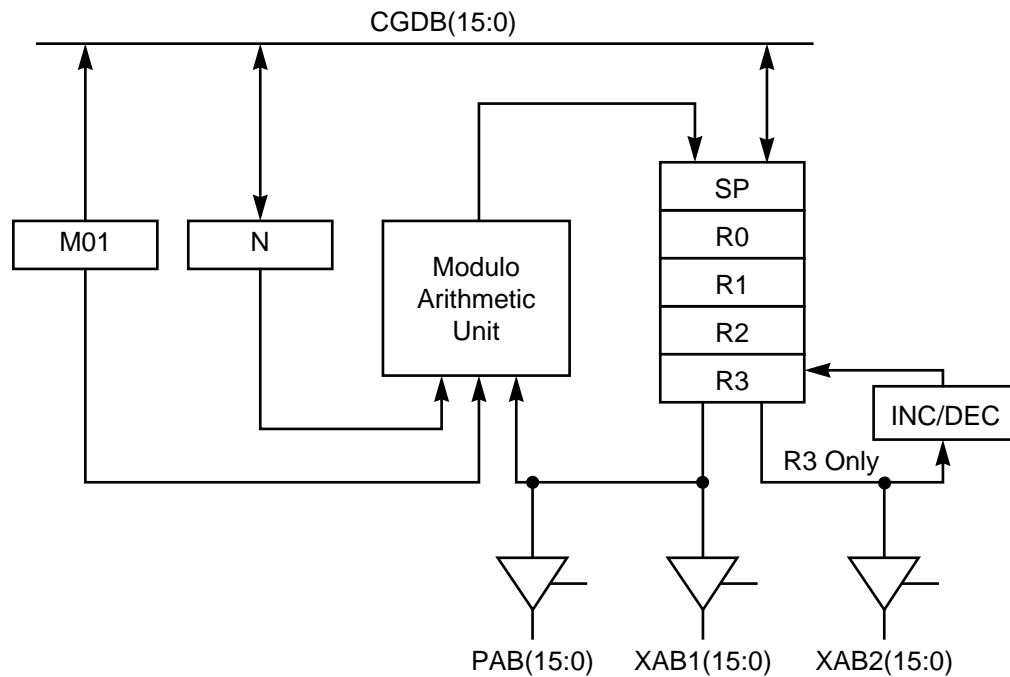 CGDB(15:0)
M01
N
Modulo
Arithmetic
Unit
SP
R0
R1
R2
R3
INC/DEC
R3 Only
PAB(15:0)
XAB1(15:0)
XAB2(15:0)